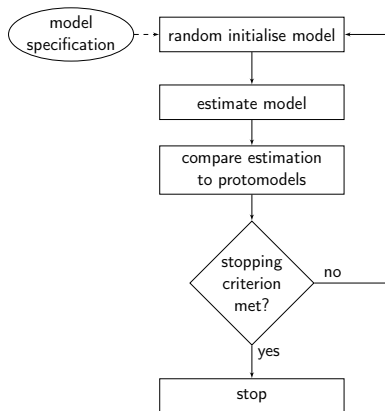 model
specification
random initialise model
estimate model
compare estimation
to protomodels
stopping
criterion
met?
no
yes
stop